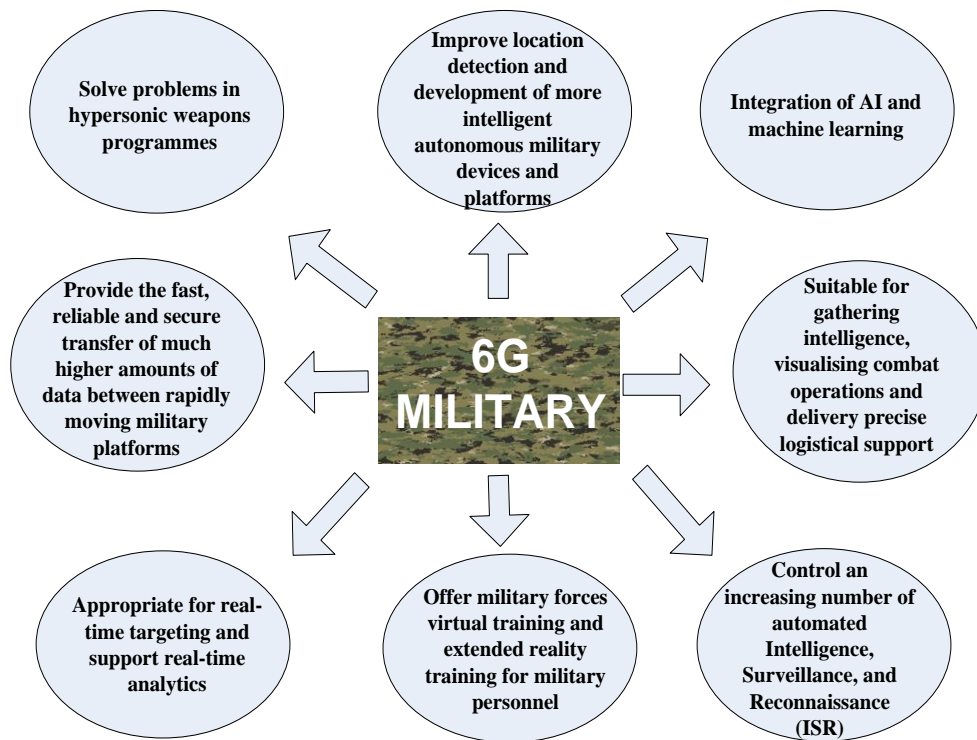 Solve problems in
hypersonic weapons
programmes
Improve location
detection and
development of more
intelligent
autonomous military
devices and
platforms
Integration of AI and
machine learning
Provide the fast,
reliable and secure
transfer of much
higher amounts of
data between rapidly
moving military
platforms
6G
MILITARY
Suitable for
gathering
intelligence,
visualising combat
operations and
delivery precise
logistical support
Appropriate for real-
time targeting and
support real-time
analytics
Offer military forces
virtual training and
extended reality
training for military
personnel
Control an
increasing number of
automated
Intelligence,
Surveillance, and
Reconnaissance
(ISR)